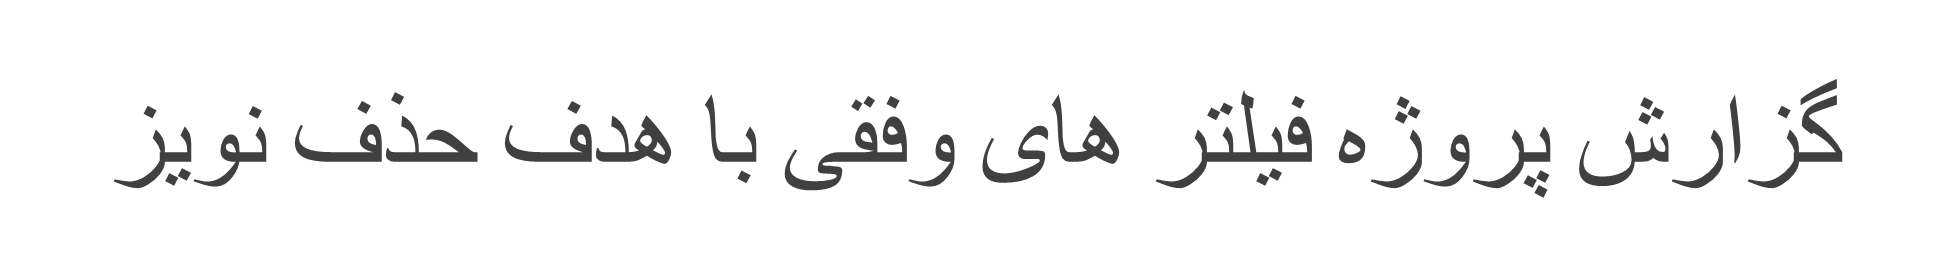 گزارش پروژه فیلتر های وفقی با هدف حذف نویز